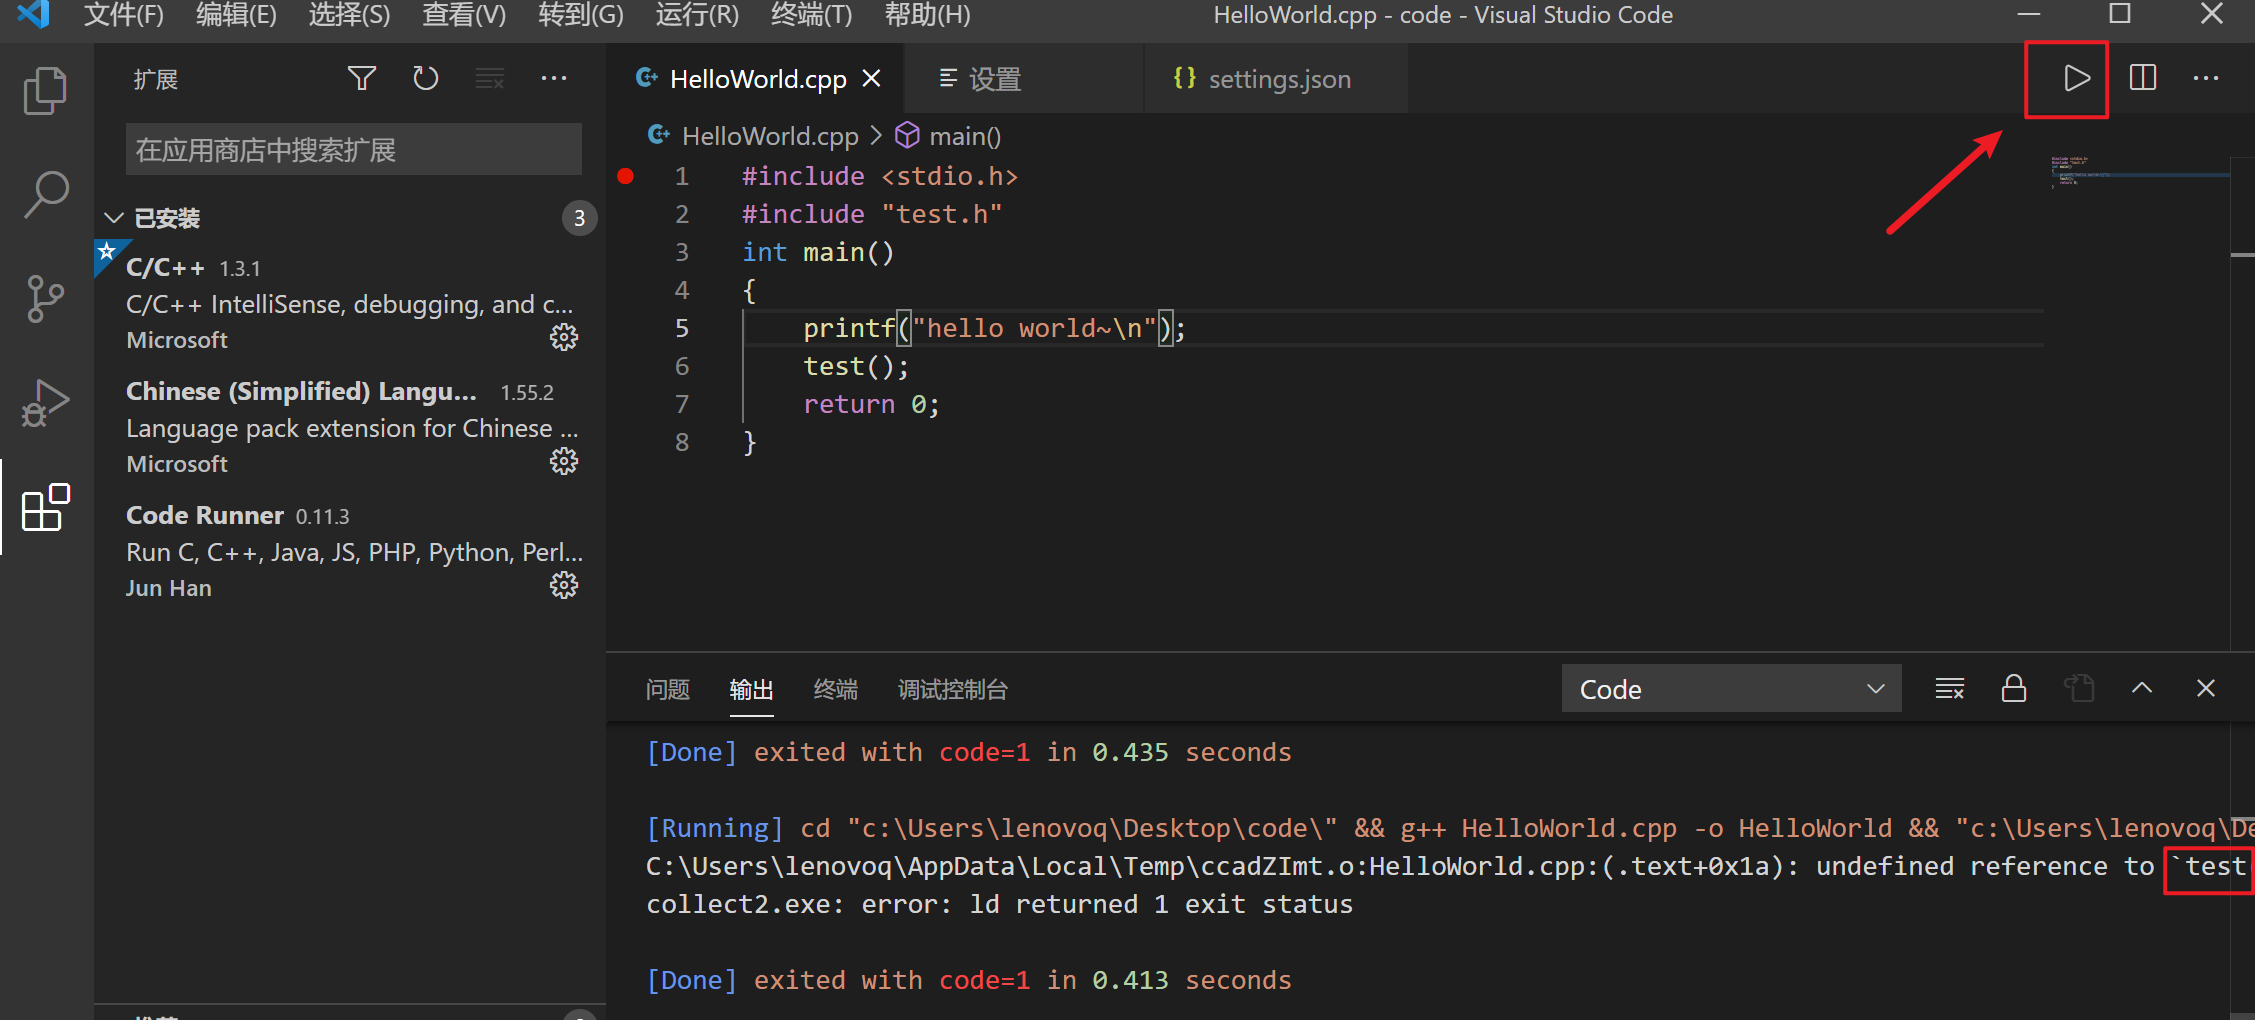 文件(F) 编辑(E) 选择(S) 查看(V) 转到(G) 运行(R) 终端(T) 帮助(H) HelloWorld.cpp - code - Visual Studio Code
扩展
在应用商店中搜索扩展
已安装 3
C/C++ 1.3.1
C/C++ IntelliSense, debugging, and c...
Microsoft
Chinese (Simplified) Langu... 1.55.2
Language pack extension for Chinese ...
Microsoft
Code Runner 0.11.3
Run C, C++, Java, JS, PHP, Python, Perl...
Jun Han
HelloWorld.cpp 设置 {} settings.json
HelloWorld.cpp > main()
1 #include <stdio.h>
2 #include "test.h"
3 int main()
4 {
5 printf("hello world~\n");
6 test();
7 return 0;
8 }
问题 输出 终端 调试控制台 Code
[Done] exited with code=1 in 0.435 seconds
[Running] cd "c:\Users\lenovoq\Desktop\code\" && g++ HelloWorld.cpp -o HelloWorld && "c:\Users\lenovoq\De
C:\Users\lenovoq\AppData\Local\Temp\ccadZImt.o:HelloWorld.cpp:(.text+0x1a): undefined reference to `test
collect2.exe: error: ld returned 1 exit status
[Done] exited with code=1 in 0.413 seconds